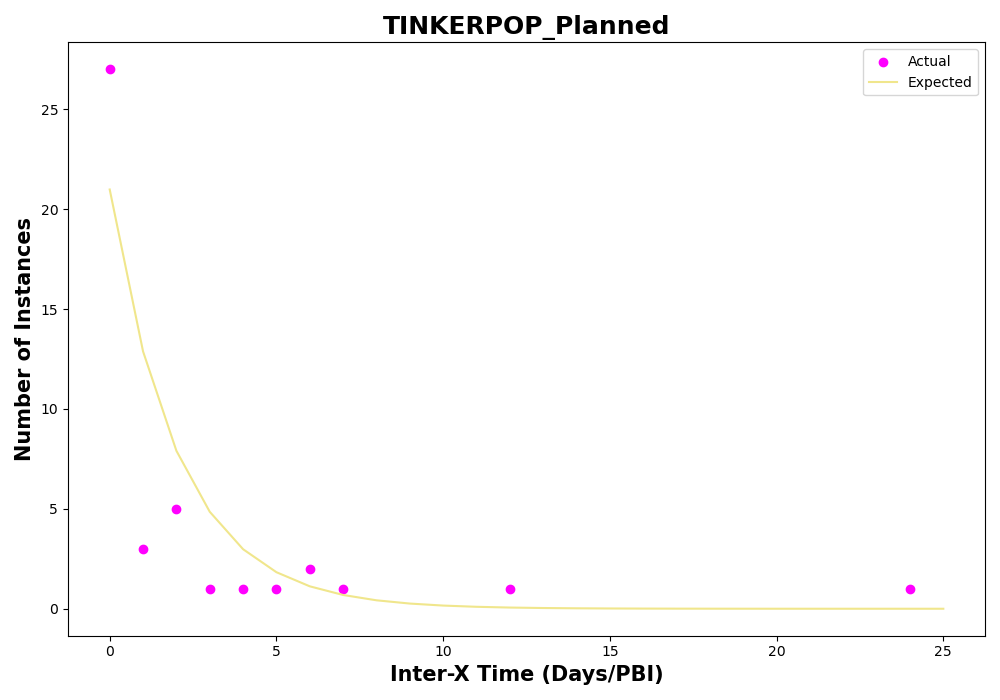 TINKERPOP_Planned
Actual
Expected
25
20
15
10
5
0
Number of Instances
0 5 10 15 20 25
Inter-X Time (Days/PBI)